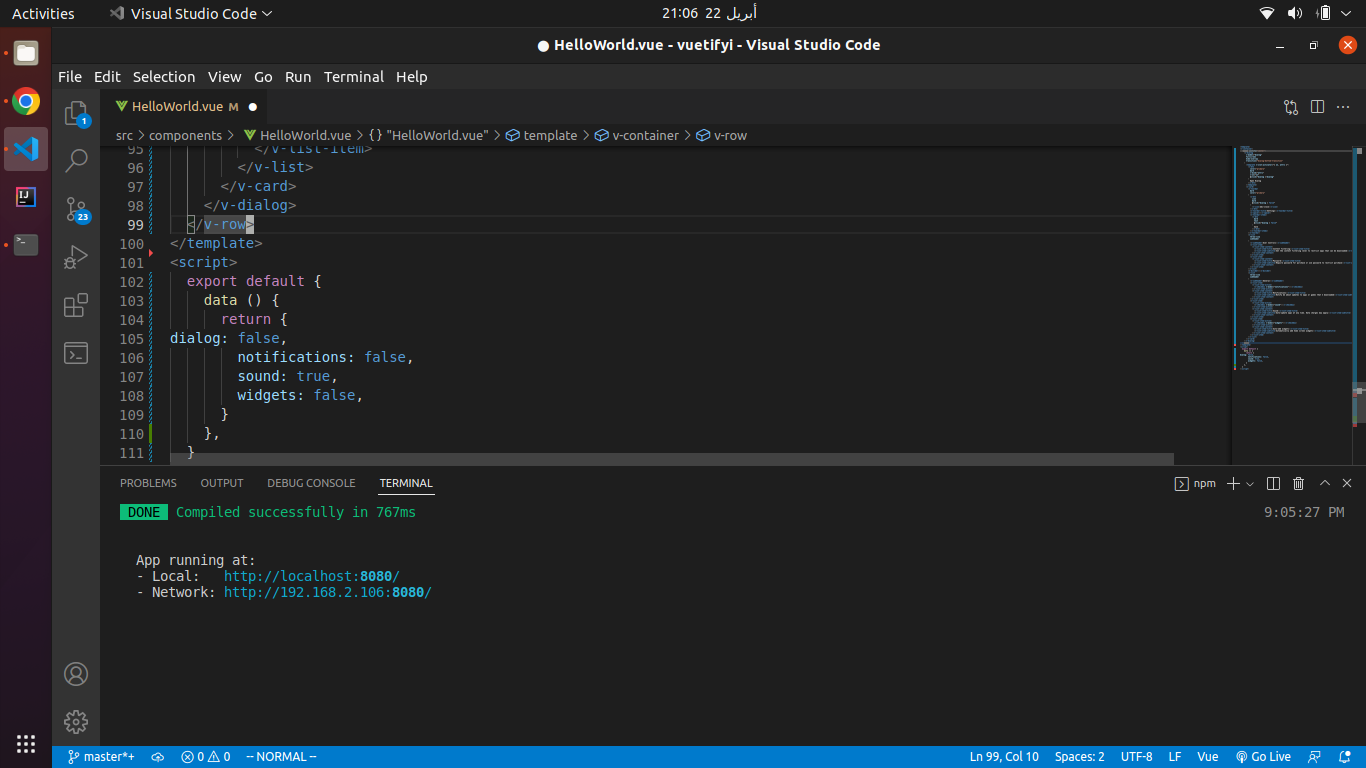 Activities Visual Studio Code 21:06 22 أبريل
HelloWorld.vue - vuetifyi - Visual Studio Code
File Edit Selection View Go Run Terminal Help
HelloWorld.vue M
src > components > HelloWorld.vue > {} "HelloWorld.vue" > template > v-container > v-row
1
23
95 </v-list-item>
96 </v-list>
97 </v-card>
98 </v-dialog>
99 </v-row>
100 </template>
101 <script>
102 export default {
103 data () {
104 return {
105 dialog: false,
106 notifications: false,
107 sound: true,
108 widgets: false,
109 }
110 },
111 }
PROBLEMS OUTPUT DEBUG CONSOLE TERMINAL npm
DONE Compiled successfully in 767ms 9:05:27 PM
App running at:
- Local: http://localhost:8080/
- Network: http://192.168.2.106:8080/
master*+ 0 0 -- NORMAL -- Ln 99, Col 10 Spaces: 2 UTF-8 LF Vue Go Live